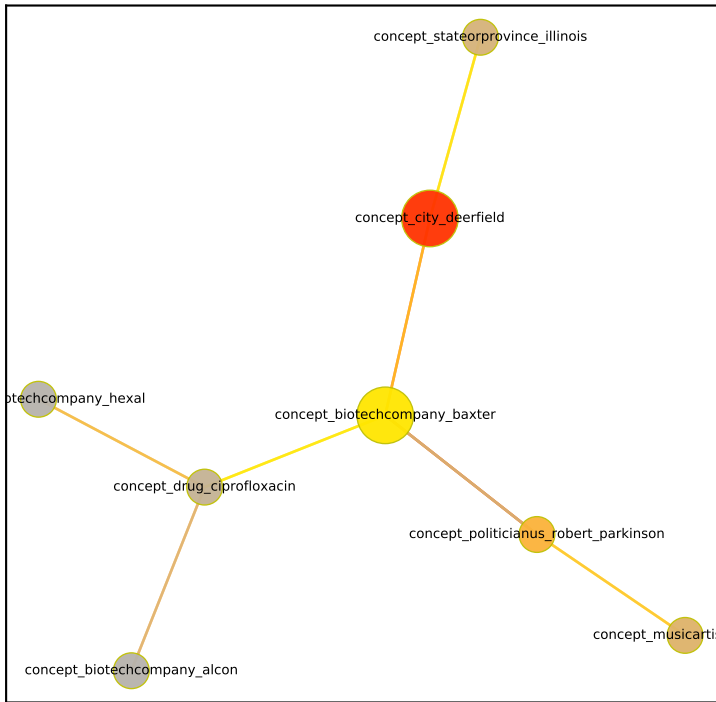 concept_stateorprovince_illinois
concept_city_deerfield
otechcompany_hexal
concept_biotechcompany_baxter
concept_drug_ciprofloxacin
concept_politicianus_robert_parkinson
concept_musicartis
concept_biotechcompany_alcon